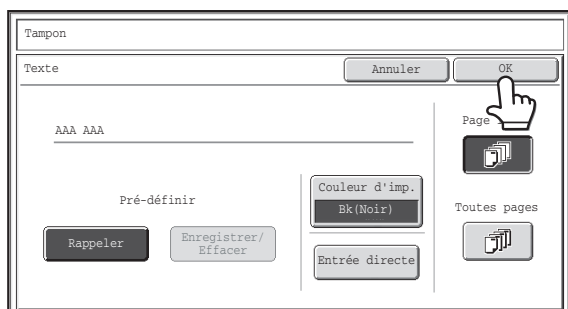 Tampon
Texte
Annuler
OK
AAA AAA
Page
Pré-définir
Couleur d'imp.
Bk(Noir)
Toutes pages
Rappeler
Enregistrer/
Effacer
Entrée directe